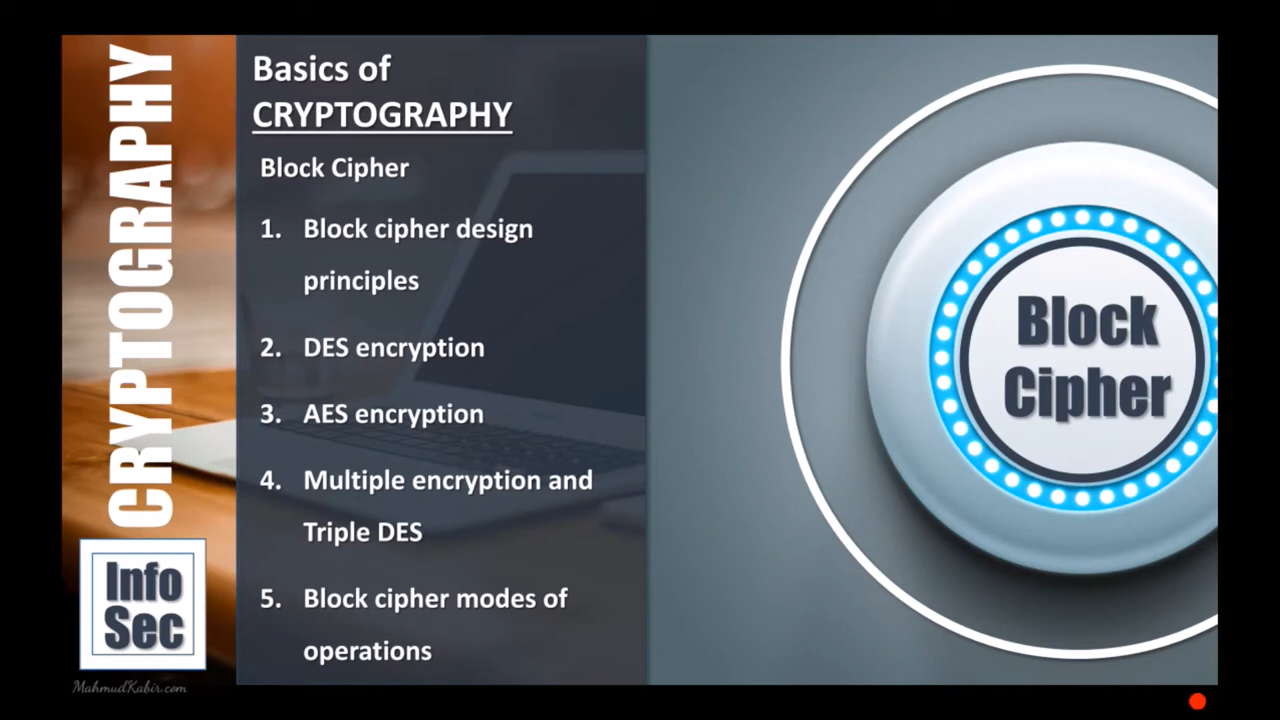 CRYPTOGRAPHY
Info
Sec
MahmudKabir.com
Basics of
CRYPTOGRAPHY
Block Cipher
1. Block cipher design
principles
2. DES encryption
3. AES encryption
4. Multiple encryption and
Triple DES
5. Block cipher modes of
operations
Block
Cipher